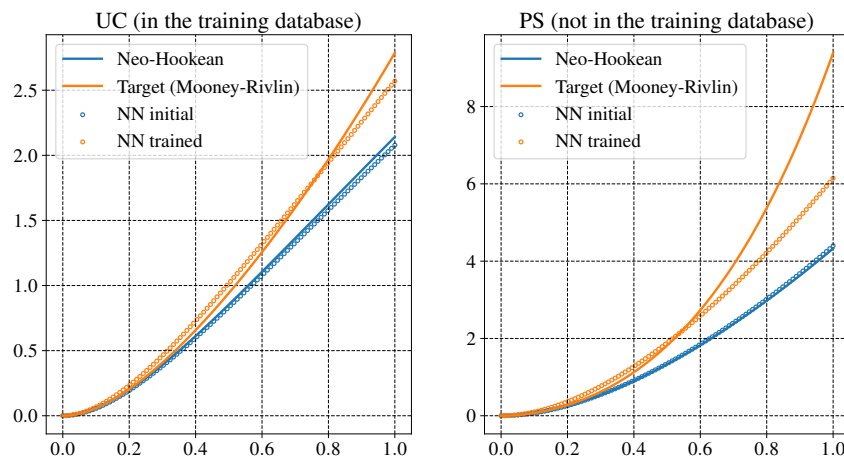 UC (in the training database)
Neo-Hookean
Target (Mooney-Rivlin)
NN initial
NN trained
2.5
2.0
1.5
1.0
0.5
0.0
0.0 0.2 0.4 0.6 0.8 1.0
PS (not in the training database)
Neo-Hookean
Target (Mooney-Rivlin)
NN initial
NN trained
8
6
4
2
0
0.0 0.2 0.4 0.6 0.8 1.0